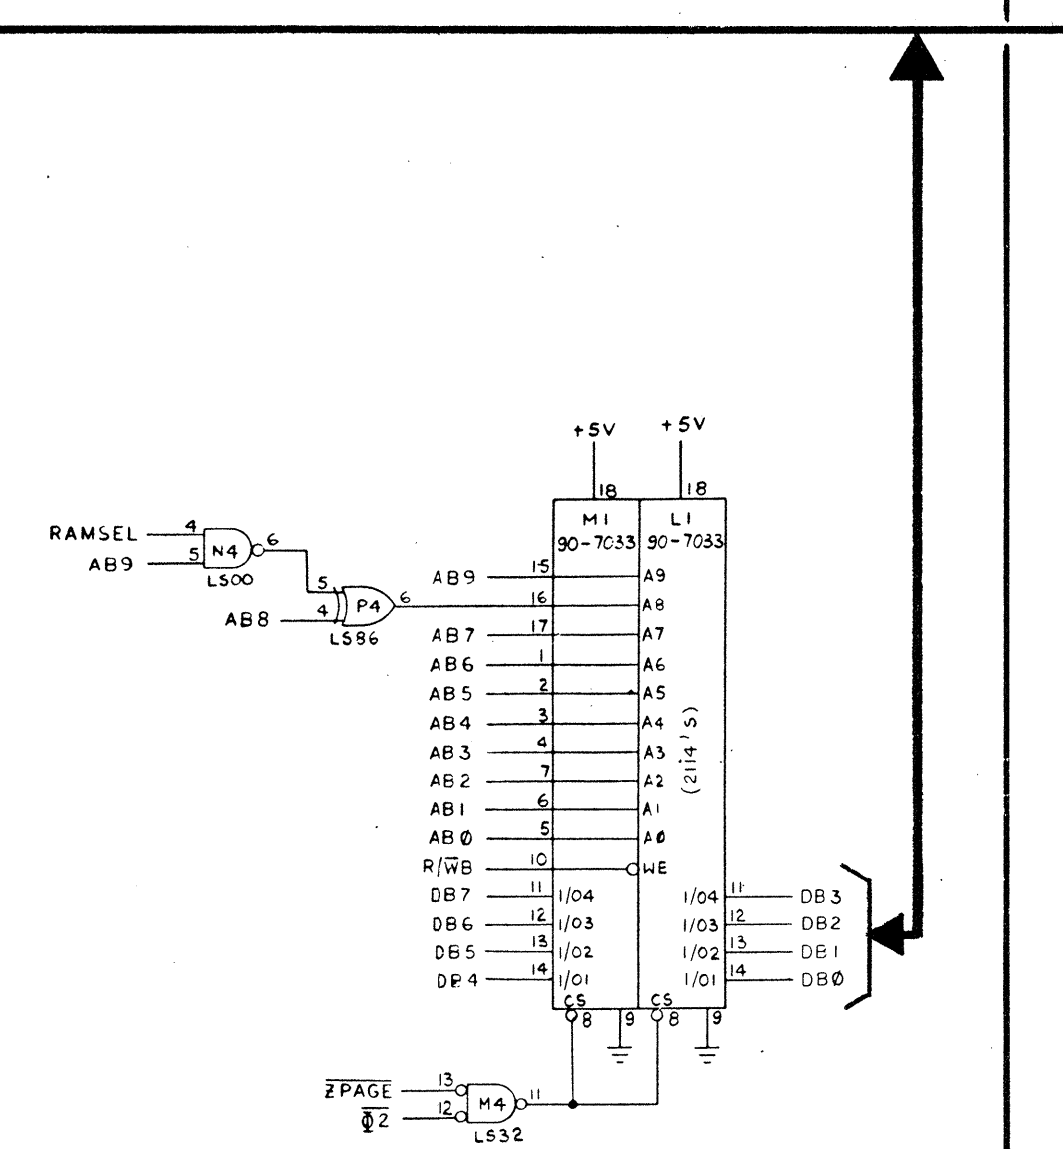 +5V +5V
18 18
M1 L1
90-7033 90-7033
RAMSEL 4
AB9 5 N4 6
LS00
AB8 5 4 P4 6
LS86
AB9 15 A9
16 A8
AB7 17 A7
AB6 1 A6
AB5 2 A5
AB4 3 A4
AB3 4 A3
AB2 7 A2
AB1 6 A1
ABØ 5 AØ
(2114'S)
R/W̅B 10 WE
DB7 11 I/O4 I/O4 11 DB3
DB6 12 I/O3 I/O3 12 DB2
DB5 13 I/O2 I/O2 13 DB1
DB4 14 I/O1 I/O1 14 DBØ
CS CS
8 9 8 9
Z̅P̅A̅G̅E̅ 13
Φ̅2̅ 12 M4 11
LS32